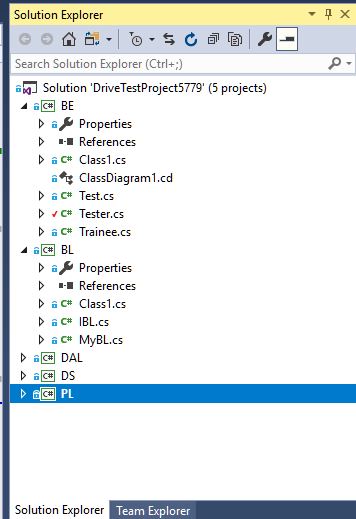 Solution Explorer
Search Solution Explorer (Ctrl+;)
Solution 'DriveTestProject5779' (5 projects)
C# BE
Properties
References
C# Class1.cs
ClassDiagram1.cd
C# Test.cs
C# Tester.cs
C# Trainee.cs
C# BL
Properties
References
C# Class1.cs
C# IBL.cs
C# MyBL.cs
C# DAL
C# DS
C# PL
Solution Explorer Team Explorer